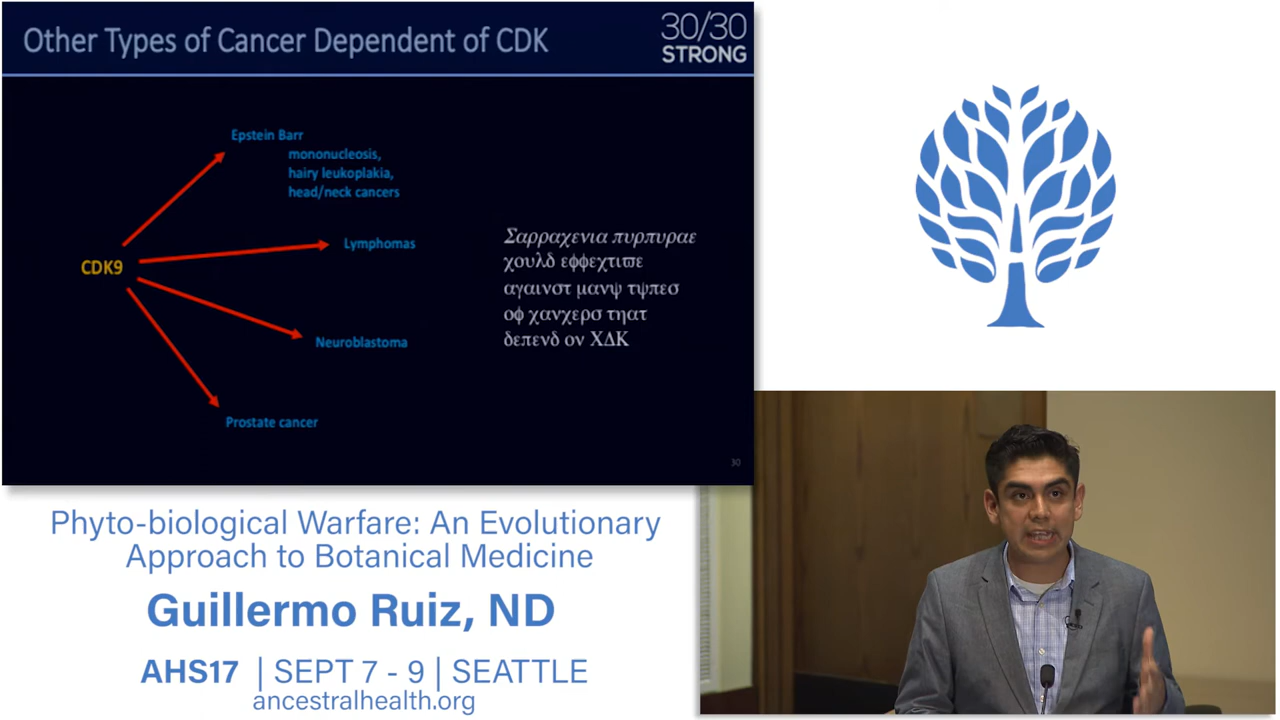 Other Types of Cancer Dependent of CDK
30/30
STRONG
Epstein Barr
mononucleosis,
hairy leukoplakia,
head/neck cancers
Lymphomas
CDK9
Neuroblastoma
Prostate cancer
Σαρραχενια πυρπυραε
χουλδ εφφεχτιϖε
αγαινστ μανψ τψπεσ
οφ χανχερσ τηατ
δεπενδ ον ΧΔΚ
30
Phyto-biological Warfare: An Evolutionary
Approach to Botanical Medicine
Guillermo Ruiz, ND
AHS17 | SEPT 7 - 9 | SEATTLE
ancestralhealth.org